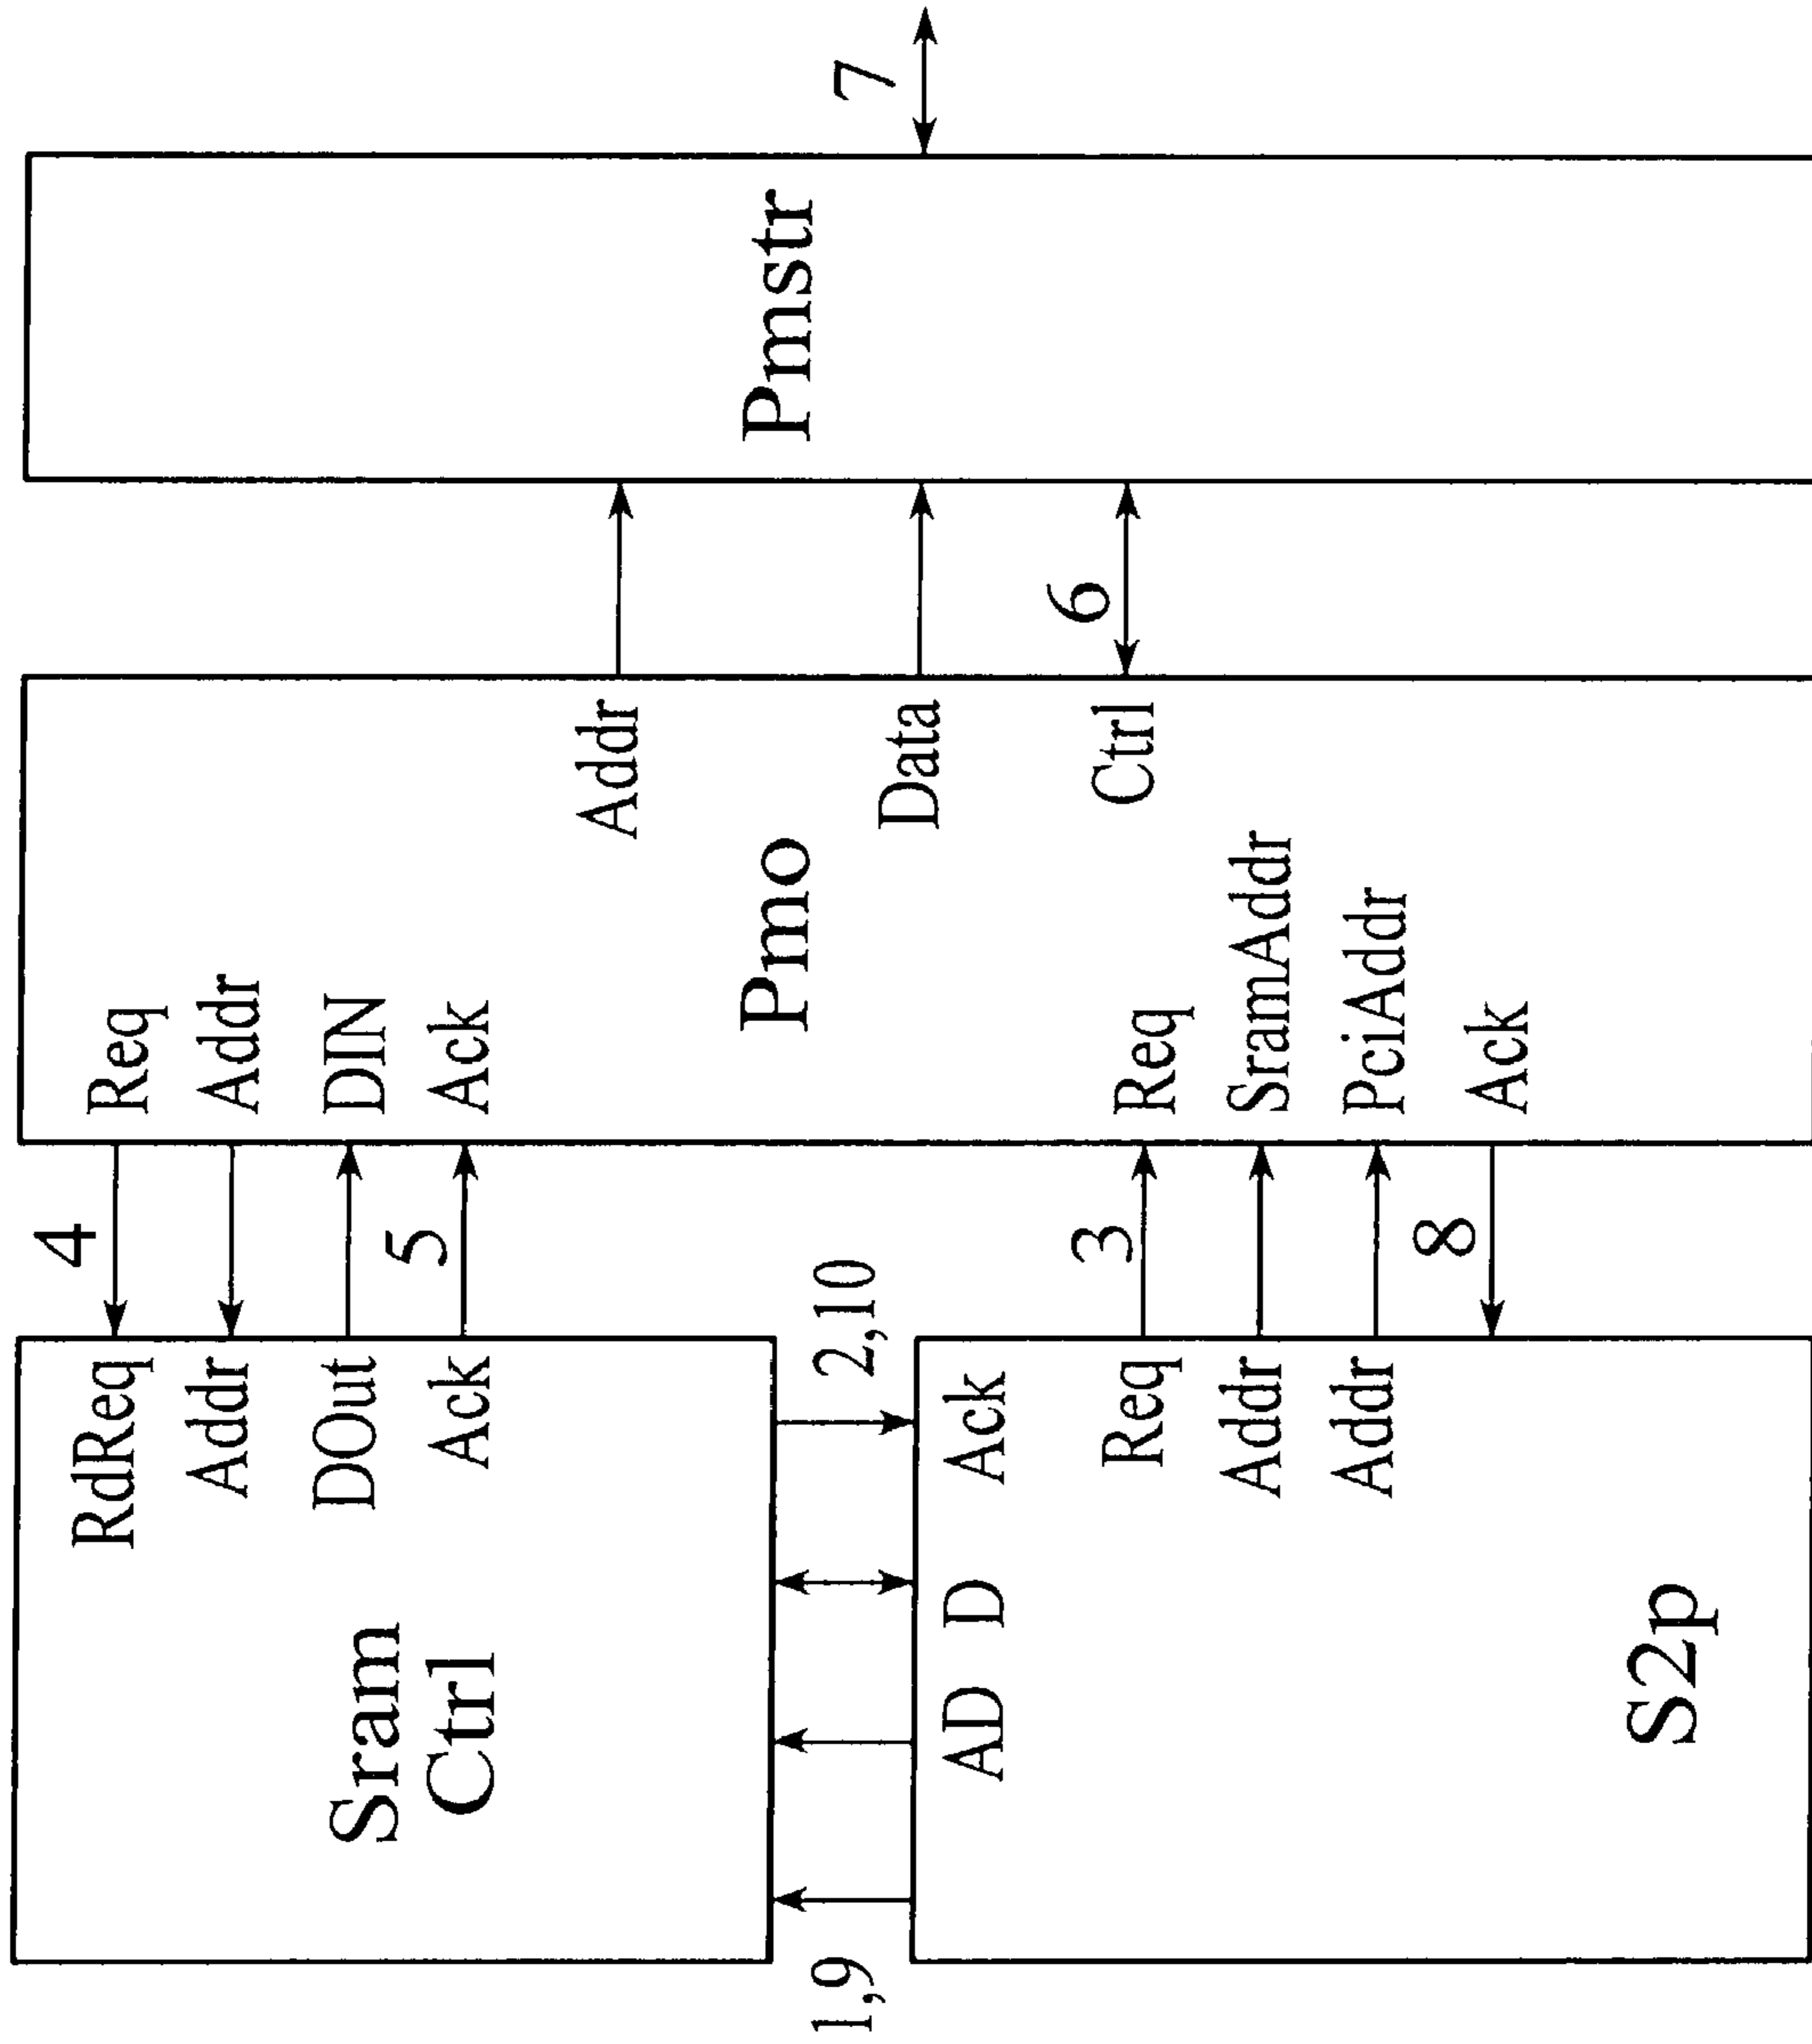 RdReq
Addr
DOut
Ack
Sram
Ctrl
4
5
Req
Addr
DIN
Ack
Pmo
Addr
Data
Ctrl
6
Pmstr
7
1,9
2,10
AD D Ack
Req
Addr
Addr
S2p
3
8
Req
SramAddr
PciAddr
Ack